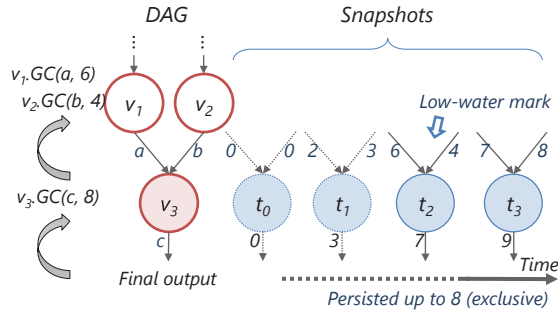 DAG Snapshots
⋮ ⋮
v1.GC(a, 6)
v2.GC(b, 4)
v1 v2
Low-water mark
a b 0 0 2 3 6 4 7 8
v3.GC(c, 8)
v3 t0 t1 t2 t3
c 0 3 7 9
Final output
Time
Persisted up to 8 (exclusive)